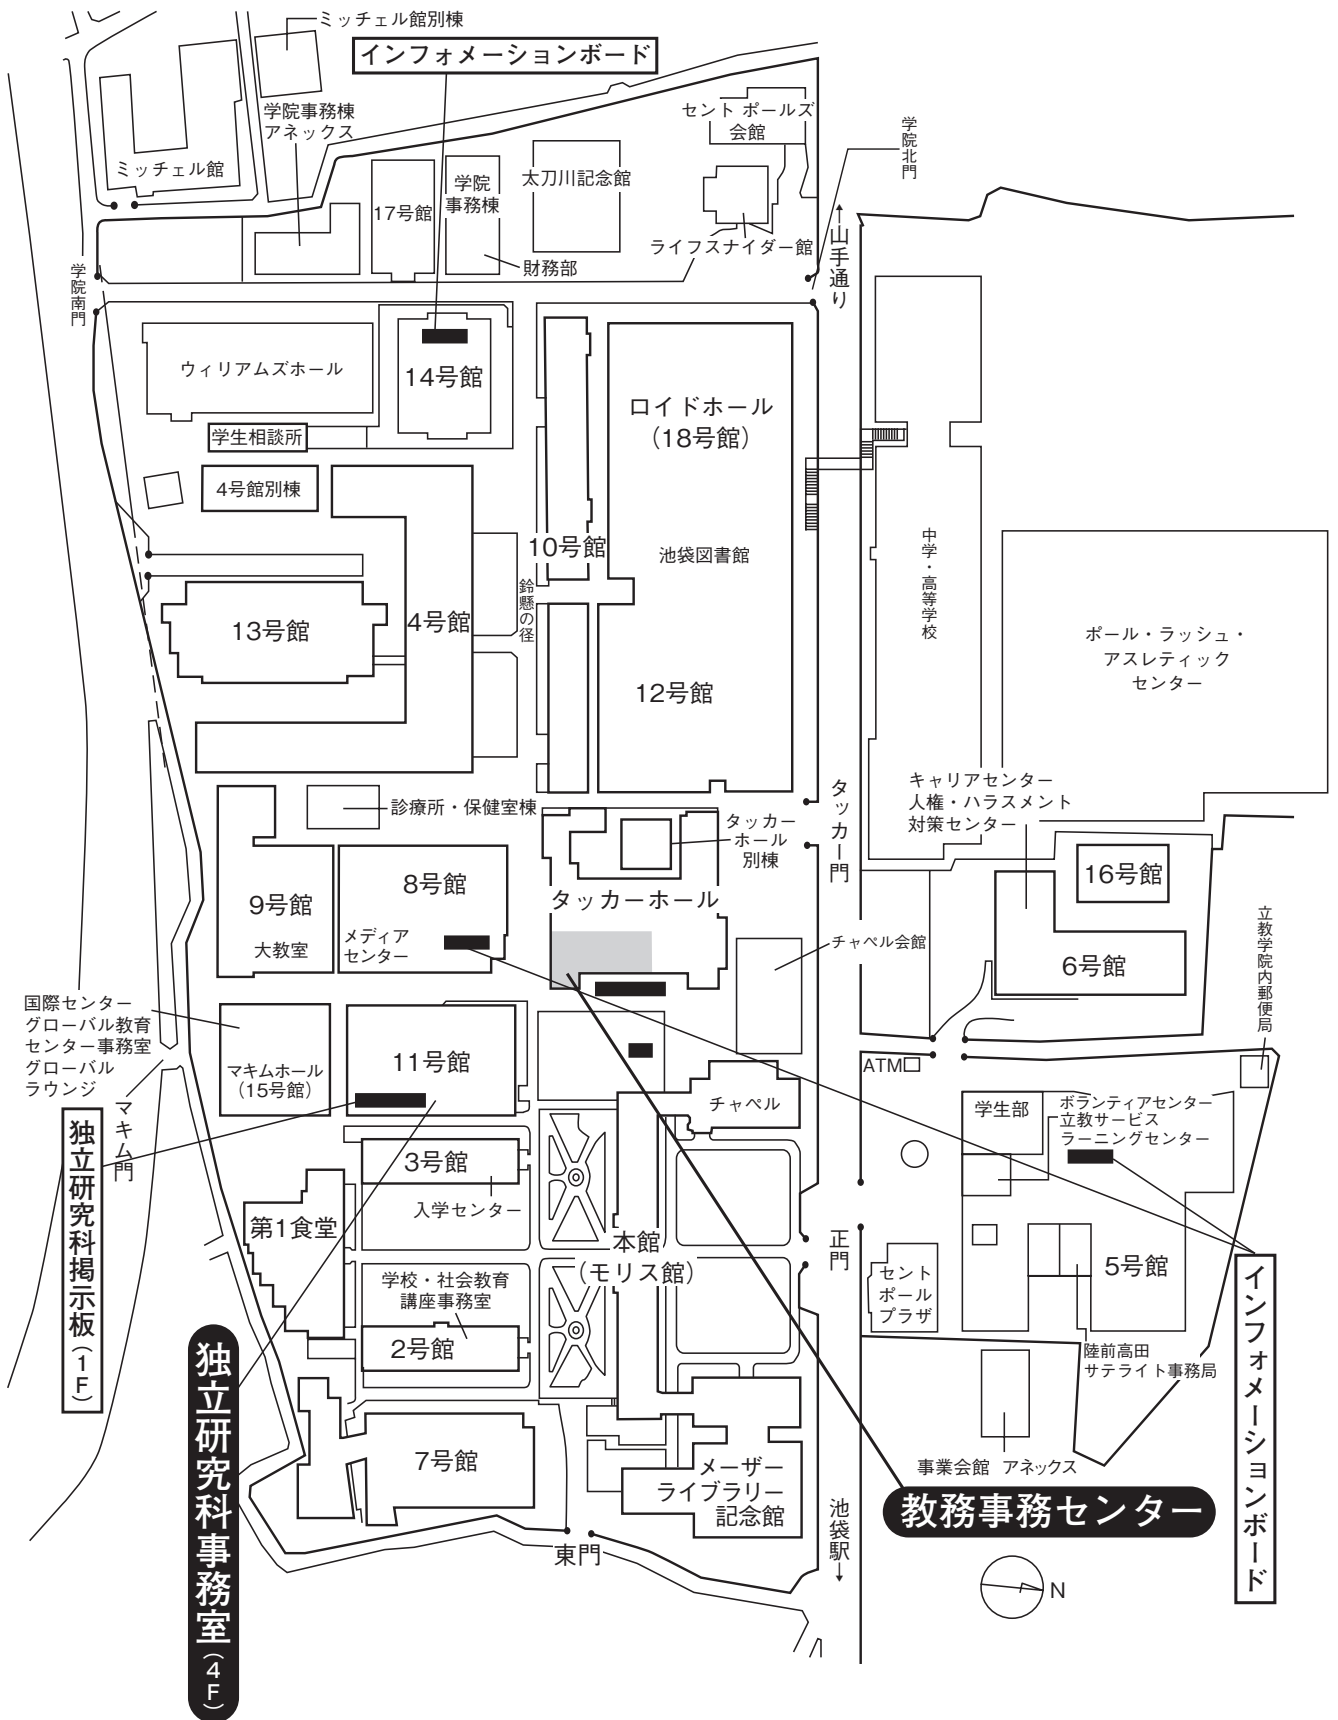 ミッチェル館別棟
インフォメーションボード
学院事務棟
アネックス
セント ポールズ
会館
学院北門
ミッチェル館
17号館
学院
事務棟
太刀川記念館
ライフスナイダー館
←山手通り
財務部
学院南門
ウィリアムズホール
14号館
ロイドホール
(18号館)
学生相談所
4号館別棟
10号館
池袋図書館
中学・高等学校
鈴懸の径
13号館
4号館
ポール・ラッシュ・
アスレティック
センター
12号館
キャリアセンター
人権・ハラスメント
対策センター
診療所・保健室棟
タッカー
ホール
別棟
タッカー門
16号館
8号館
9号館
タッカーホール
大教室
メディア
センター
チャペル会館
6号館
立教学院内郵便局
国際センター
グローバル教育
センター事務室
グローバル
ラウンジ
マキムホール
(15号館)
11号館
ATM
チャペル
学生部
ボランティアセンター
立教サービス
ラーニングセンター
マキム門
独立研究科掲示板(1F)
3号館
入学センター
第1食堂
本館
(モリス館)
正門
セント
ポール
プラザ
5号館
インフォメーションボード
学校・社会教育
講座事務室
2号館
陸前高田
サテライト事務局
独立研究科事務室(4F)
7号館
メーザー
ライブラリー
記念館
事業会館 アネックス
教務事務センター
池袋駅→
東門
N